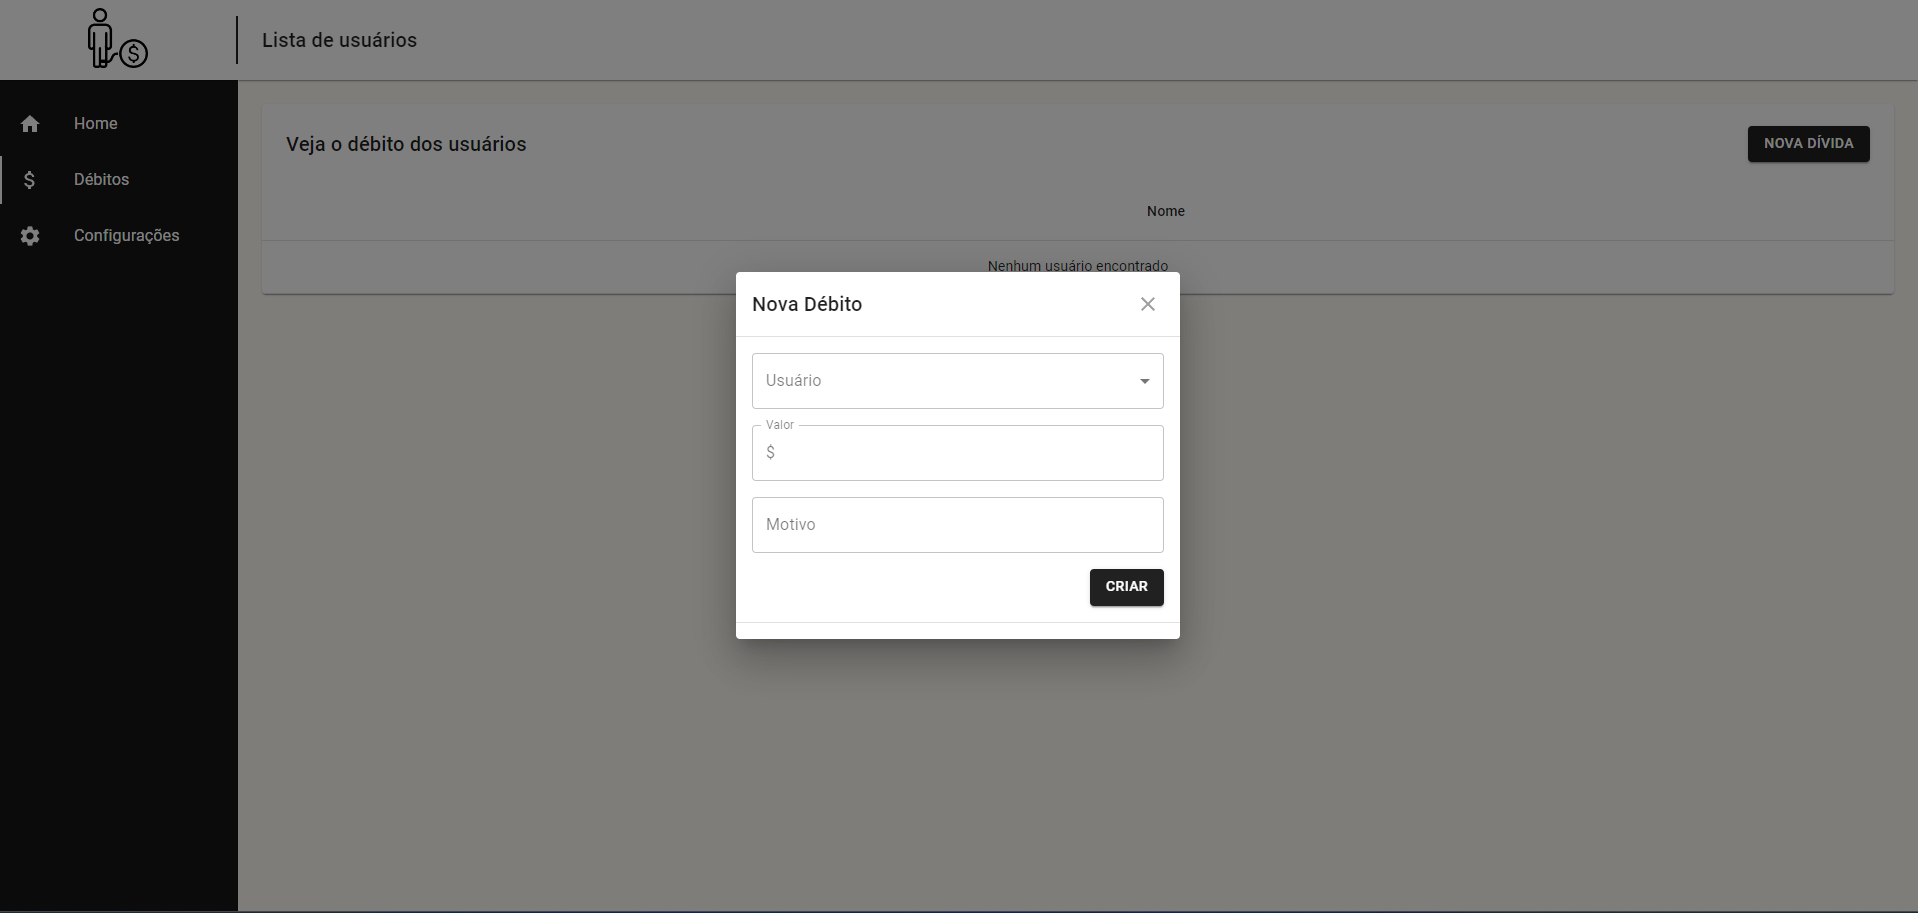 Lista de usuários
Home
Débitos
Configurações
Veja o débito dos usuários
NOVA DÍVIDA
Nome
Nenhum usuário encontrado
Nova Débito
Usuário
Valor
$
Motivo
CRIAR